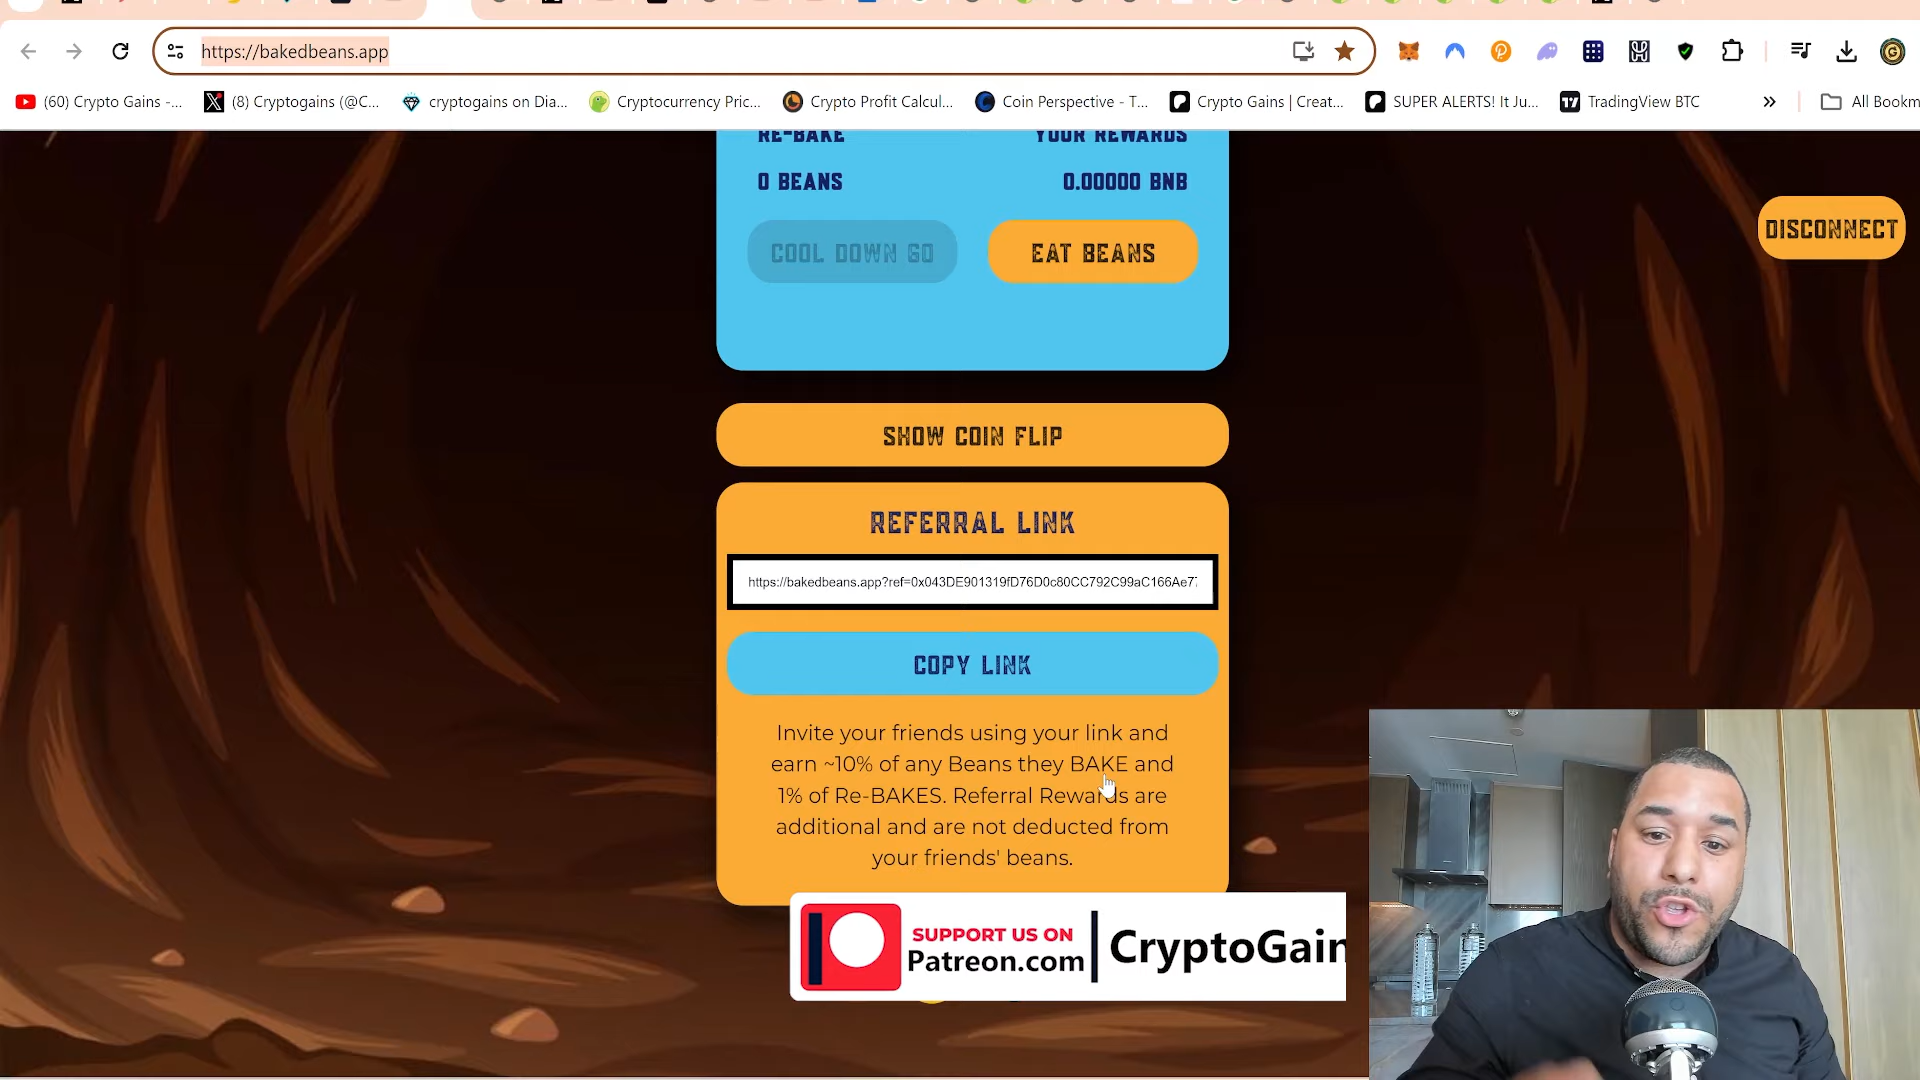 https://bakedbeans.app
(60) Crypto Gains -...
(8) Cryptogains (@C...
cryptogains on Dia...
Cryptocurrency Pric...
Crypto Profit Calcul...
Coin Perspective - T...
Crypto Gains | Creat...
SUPER ALERTS! It Ju...
TradingView BTC
All Bookm
RE-BAKE
YOUR REWARDS
0 BEANS
0.00000 BNB
COOL DOWN 60
EAT BEANS
DISCONNECT
SHOW COIN FLIP
REFERRAL LINK
https://bakedbeans.app?ref=0x043DE901319fD76D0c80CC792C99aC166Ae77
COPY LINK
Invite your friends using your link and
earn ~10% of any Beans they BAKE and
1% of Re-BAKES. Referral Rewards are
additional and are not deducted from
your friends' beans.
SUPPORT US ON
Patreon.com
CryptoGain